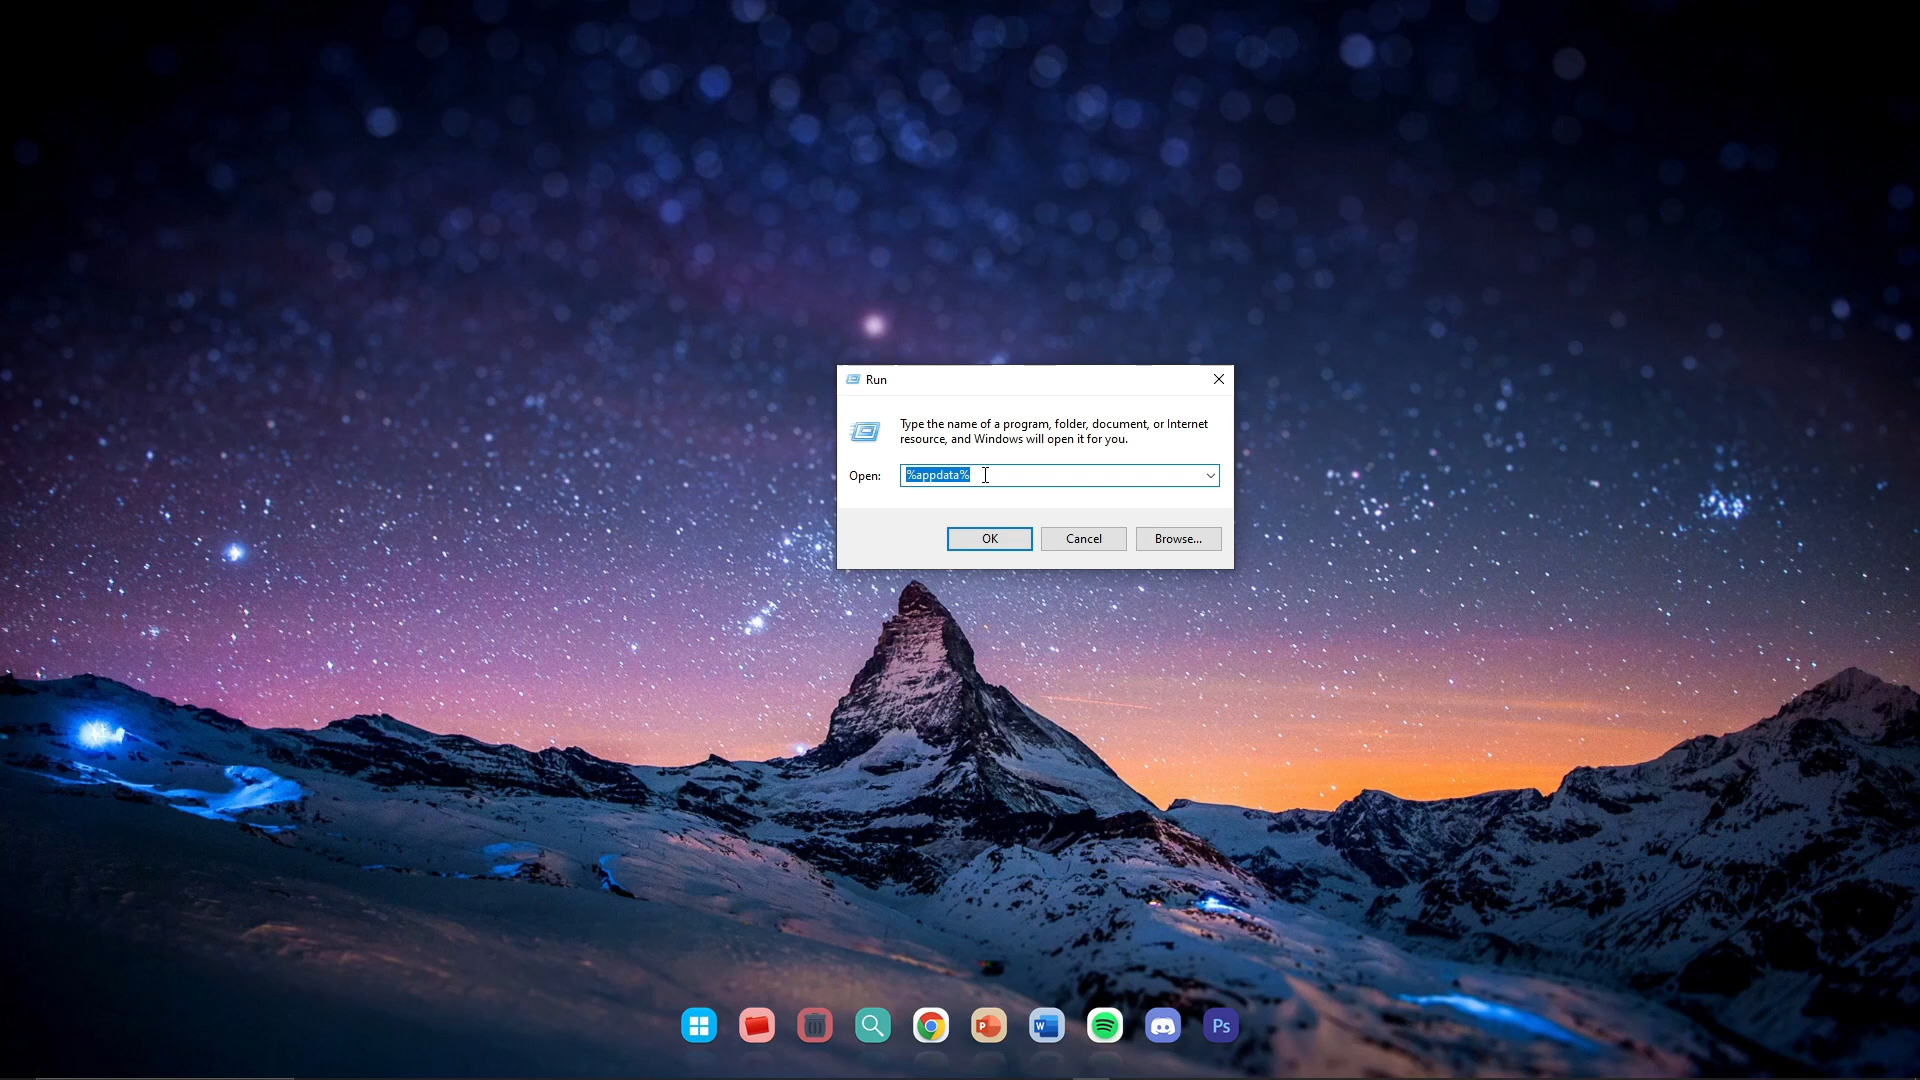 Run
Type the name of a program, folder, document, or Internet
resource, and Windows will open it for you.
Open: %appdata%
OK Cancel Browse...
P W Ps